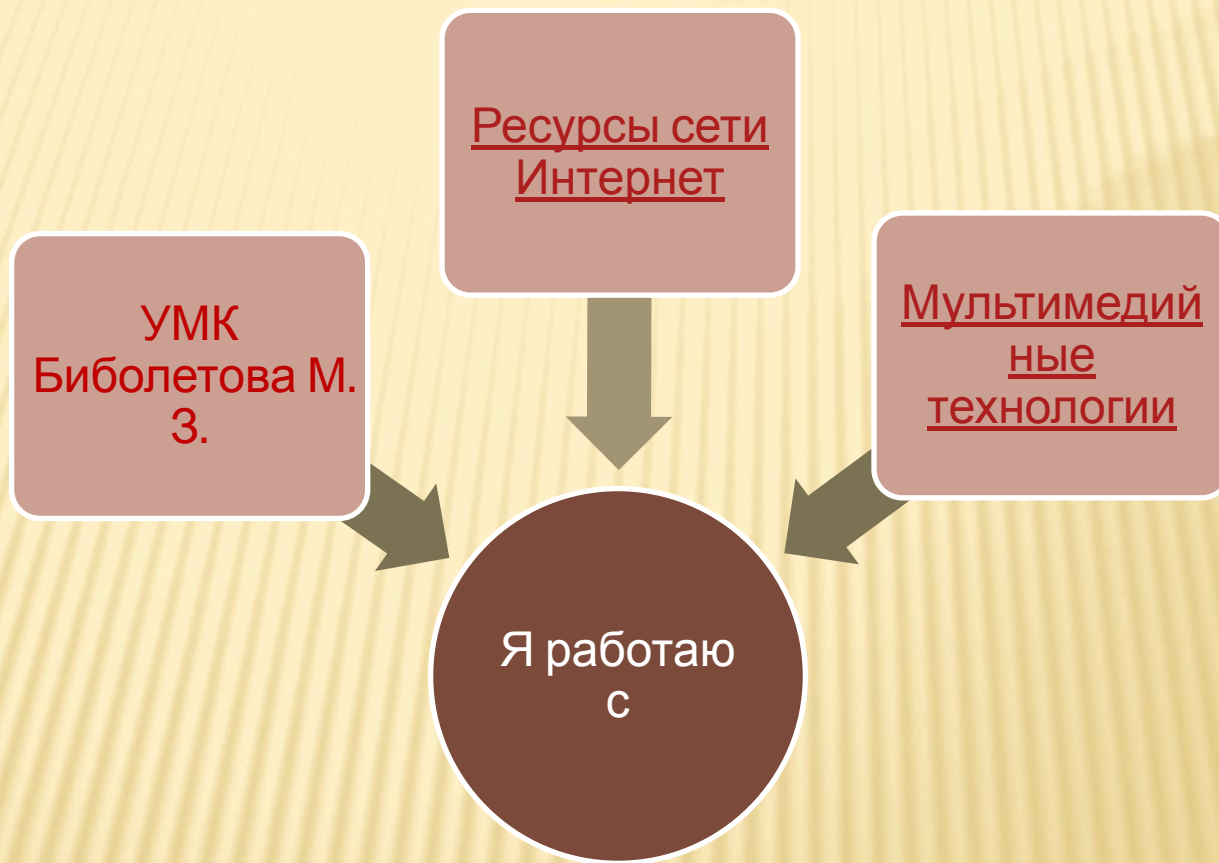 Ресурсы сети
Интернет
УМК
Биболетова М.
З.
Мультимедий
ные
технологии
Я работаю
с